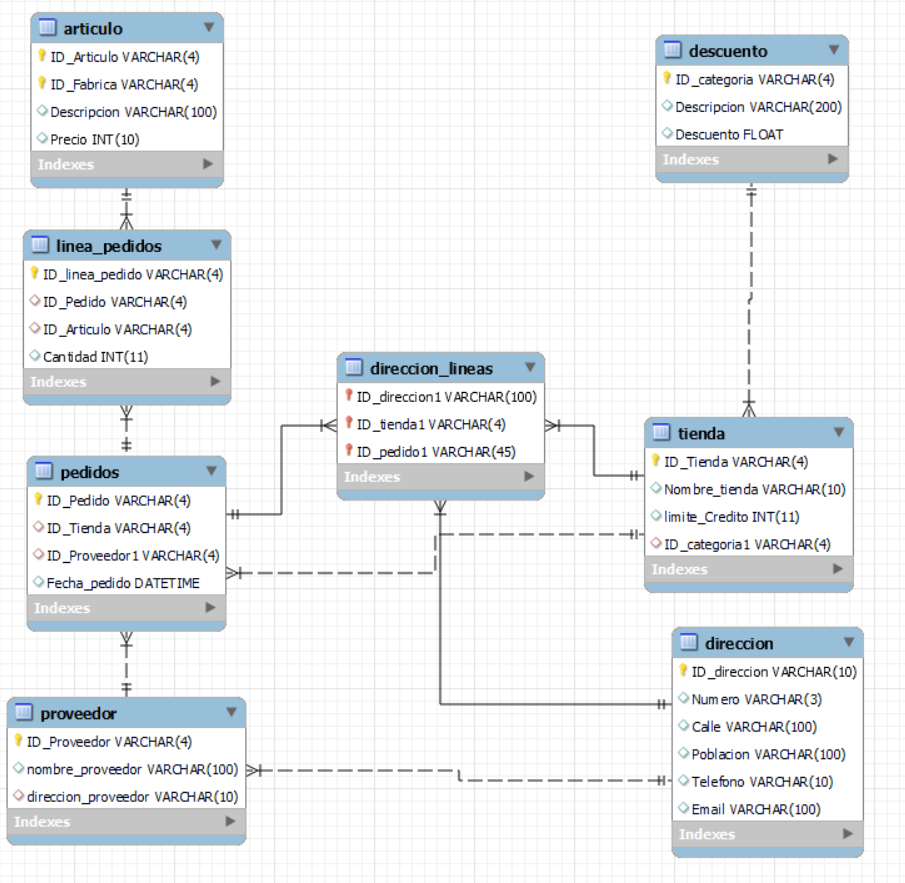 articulo
ID_Articulo VARCHAR(4)
ID_Fabrica VARCHAR(4)
Descripcion VARCHAR(100)
Precio INT(10)
Indexes
descuento
ID_categoria VARCHAR(4)
Descripcion VARCHAR(200)
Descuento FLOAT
Indexes
linea_pedidos
ID_linea_pedido VARCHAR(4)
ID_Pedido VARCHAR(4)
ID_Articulo VARCHAR(4)
Cantidad INT(11)
Indexes
direccion_lineas
ID_direccion1 VARCHAR(100)
ID_tienda1 VARCHAR(4)
ID_pedido1 VARCHAR(45)
Indexes
tienda
ID_Tienda VARCHAR(4)
Nombre_tienda VARCHAR(10)
limite_Credito INT(11)
ID_categoria1 VARCHAR(4)
Indexes
pedidos
ID_Pedido VARCHAR(4)
ID_Tienda VARCHAR(4)
ID_Proveedor1 VARCHAR(4)
Fecha_pedido DATETIME
Indexes
direccion
ID_direccion VARCHAR(10)
Numero VARCHAR(3)
Calle VARCHAR(100)
Poblacion VARCHAR(100)
Telefono VARCHAR(10)
Email VARCHAR(100)
Indexes
proveedor
ID_Proveedor VARCHAR(4)
nombre_proveedor VARCHAR(100)
direccion_proveedor VARCHAR(10)
Indexes